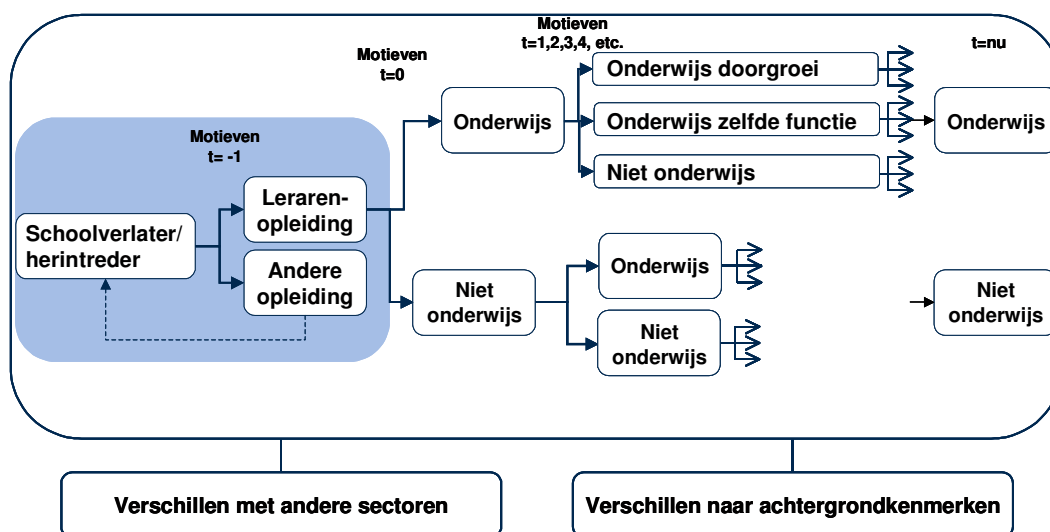 Motieven
t=1,2,3,4, etc.
Motieven
t=0
t=nu
Onderwijs doorgroei
Onderwijs
Onderwijs zelfde functie
Onderwijs
Niet onderwijs
Motieven
t= -1
Leraren-
opleiding
Schoolverlater/
herintreder
Andere
opleiding
Onderwijs
Niet
onderwijs
Niet
onderwijs
Niet
onderwijs
Verschillen met andere sectoren
Verschillen naar achtergrondkenmerken